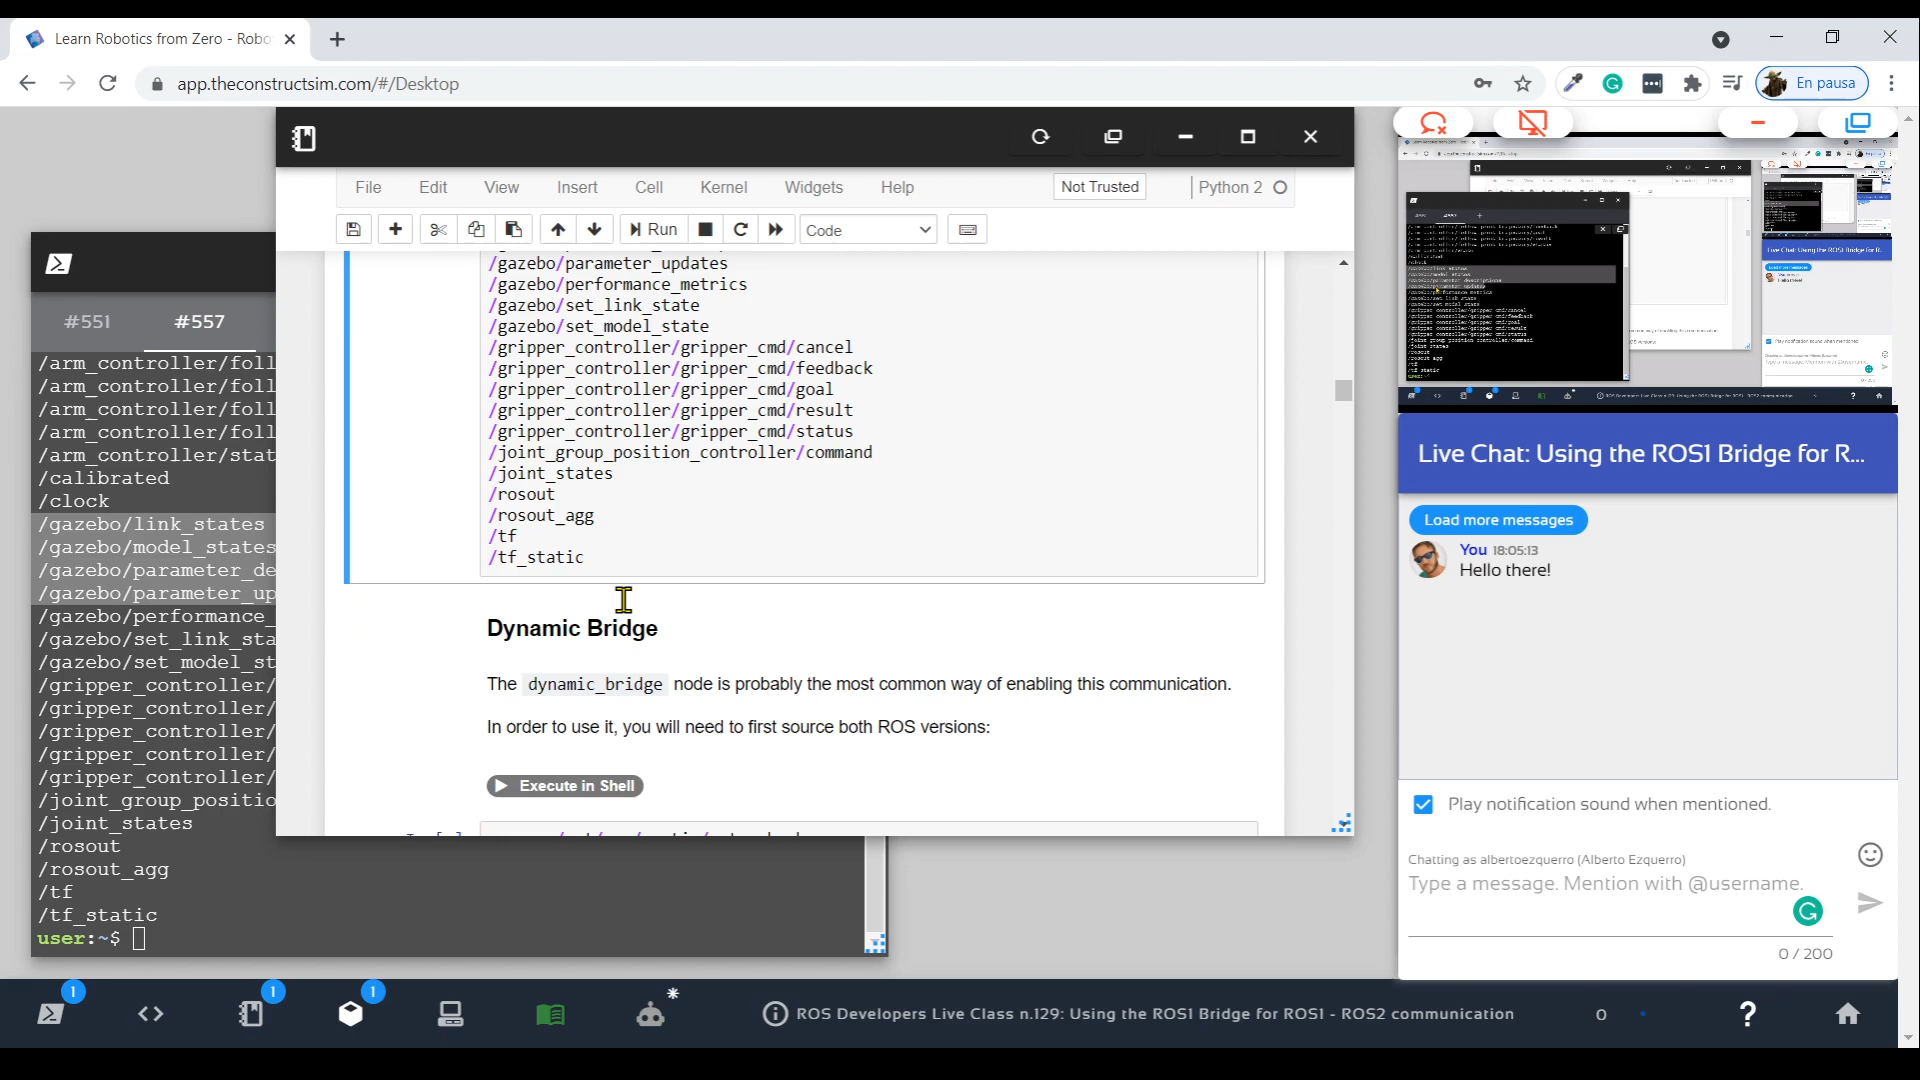 Learn Robotics from Zero - Robo
app.theconstructsim.com/#/Desktop
En pausa
File Edit View Insert Cell Kernel Widgets Help
Not Trusted
Python 2
Run
Code
/gazebo/parameter_updates
/gazebo/performance_metrics
/gazebo/set_link_state
/gazebo/set_model_state
/gripper_controller/gripper_cmd/cancel
/gripper_controller/gripper_cmd/feedback
/gripper_controller/gripper_cmd/goal
/gripper_controller/gripper_cmd/result
/gripper_controller/gripper_cmd/status
/joint_group_position_controller/command
/joint_states
/rosout
/rosout_agg
/tf
/tf_static
Dynamic Bridge
The dynamic_bridge node is probably the most common way of enabling this communication.
In order to use it, you will need to first source both ROS versions:
Execute in Shell
#551 #557
/arm_controller/foll
/arm_controller/foll
/arm_controller/foll
/arm_controller/foll
/arm_controller/stat
/calibrated
/clock
/gazebo/link_states
/gazebo/model_states
/gazebo/parameter_de
/gazebo/parameter_up
/gazebo/performance_
/gazebo/set_link_sta
/gazebo/set_model_st
/gripper_controller/
/gripper_controller/
/gripper_controller/
/gripper_controller/
/gripper_controller/
/joint_group_positio
/joint_states
/rosout
/rosout_agg
/tf
/tf_static
user:~$
Live Chat: Using the ROS1 Bridge for R...
Load more messages
You 18:05:13
Hello there!
Play notification sound when mentioned.
Chatting as albertoezquerro (Alberto Ezquerro)
Type a message. Mention with @username.
0 / 200
1
1
1
ROS Developers Live Class n.129: Using the ROS1 Bridge for ROS1 - ROS2 communication
0
?